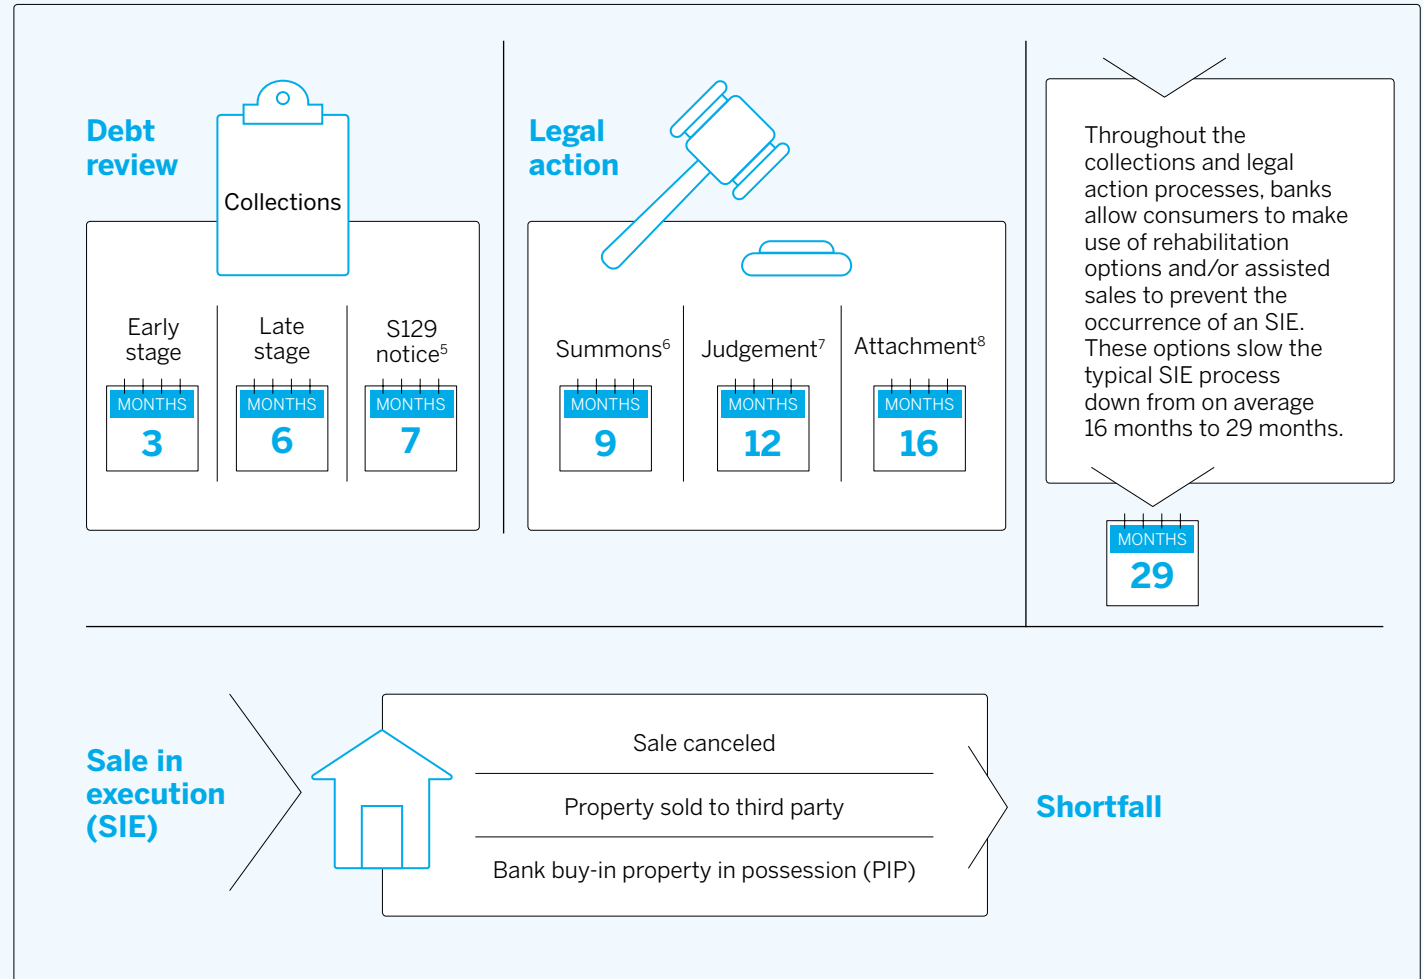 Debt
review
Collections
Early
stage
MONTHS
3
Late
stage
MONTHS
6
S129
notice⁵
MONTHS
7
Legal
action
Summons⁶
MONTHS
9
Judgement⁷
MONTHS
12
Attachment⁸
MONTHS
16
Throughout the
collections and legal
action processes, banks
allow consumers to make
use of rehabilitation
options and/or assisted
sales to prevent the
occurrence of an SIE.
These options slow the
typical SIE process
down from on average
16 months to 29 months.
MONTHS
29
Sale in
execution
(SIE)
Sale canceled
Property sold to third party
Bank buy-in property in possession (PIP)
Shortfall